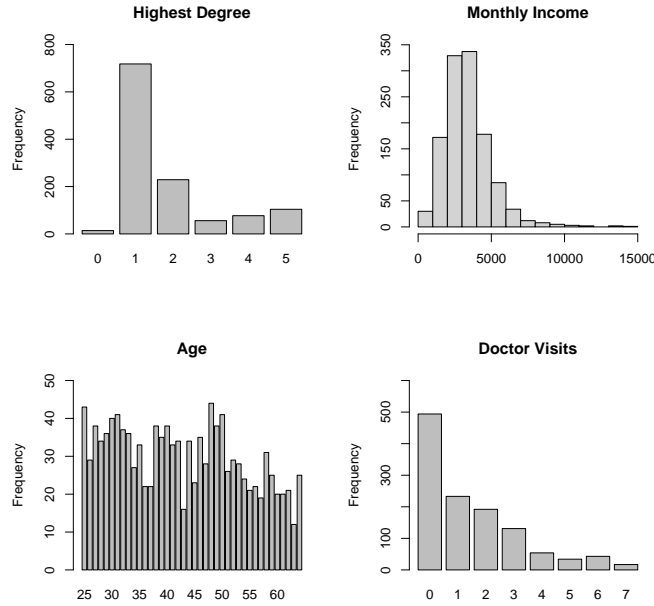 Highest Degree
Frequency
0 200 400 600 800
0 1 2 3 4 5
Monthly Income
Frequency
0 50 150 250 350
0 5000 10000 15000
Age
Frequency
0 10 20 30 40 50
25 30 35 40 45 50 55 60
Doctor Visits
Frequency
0 100 300 500
0 1 2 3 4 5 6 7